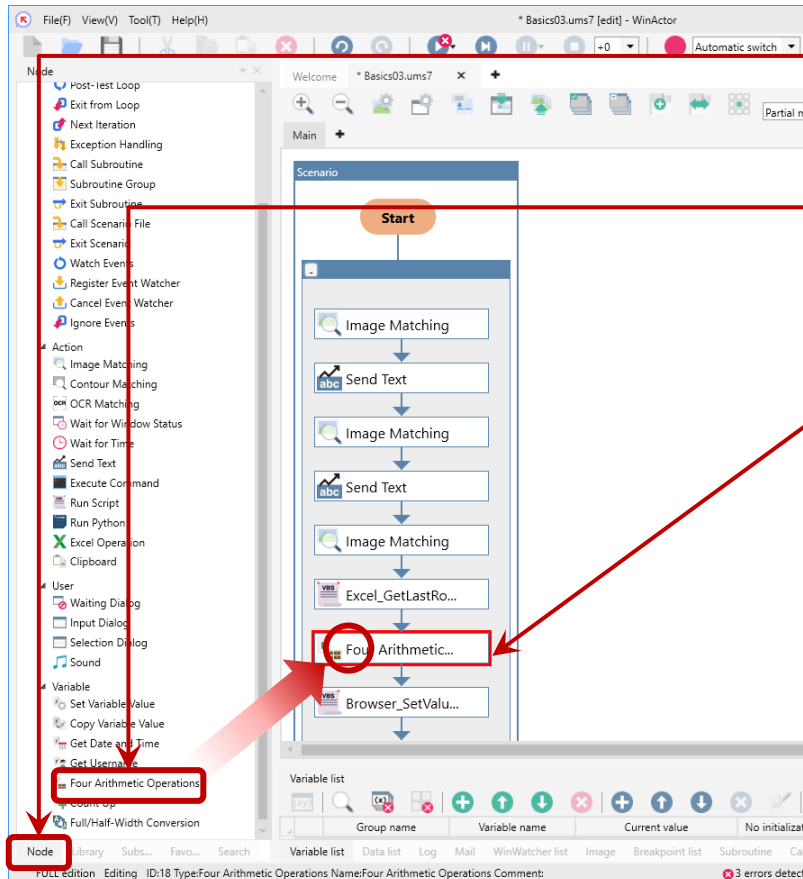 File(F) View(V) Tool(T) Help(H)
* Basics03.ums7 [edit] - WinActor
+0
Automatic switch
Node
Welcome
* Basics03.ums7
Partial
Main
Post-Test Loop
Exit from Loop
Next Iteration
Exception Handling
Call Subroutine
Subroutine Group
Exit Subroutine
Call Scenario File
Exit Scenario
Watch Events
Register Event Watcher
Cancel Event Watcher
Ignore Events
Action
Image Matching
Contour Matching
OCR Matching
Wait for Window Status
Wait for Time
Send Text
Execute Command
Run Script
Run Python
Excel Operation
Clipboard
User
Waiting Dialog
Input Dialog
Selection Dialog
Sound
Variable
Set Variable Value
Copy Variable Value
Get Date and Time
Get Username
Four Arithmetic Operations
Count Up
Full/Half-Width Conversion
Node Library Subs... Favo... Search
Scenario
Start
Image Matching
abc Send Text
Image Matching
abc Send Text
Image Matching
VBS Excel_GetLastRo...
Four Arithmetic...
VBS Browser_SetValu...
Variable list
Group name Variable name Current value
No
Variable list Data list Log Mail WinWatcher list Image Breakpoint list Subroutine
FULL edition Editing ID:18 Type:Four Arithmetic Operations Name:Four Arithmetic Operations Comment:
3 errors